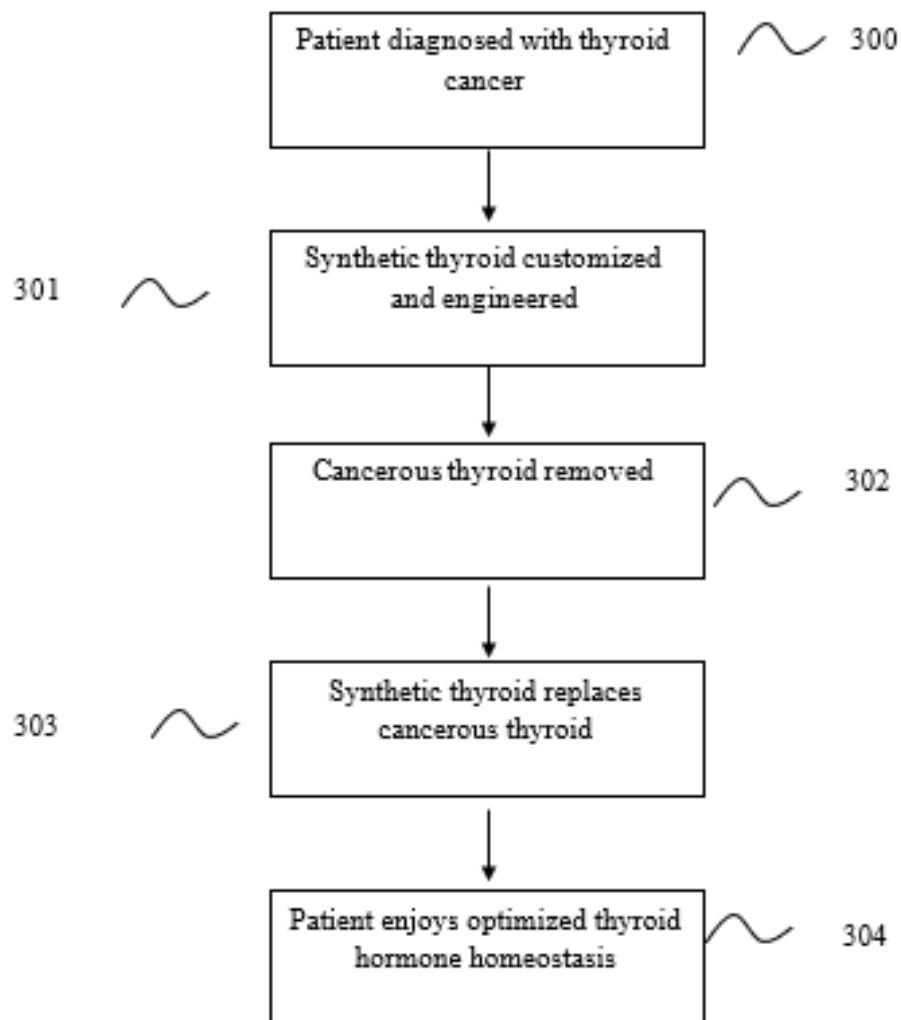 Patient diagnosed with thyroid
cancer
300
Synthetic thyroid customized
and engineered
301
Cancerous thyroid removed
302
Synthetic thyroid replaces
cancerous thyroid
303
Patient enjoys optimized thyroid
hormone homeostasis
304